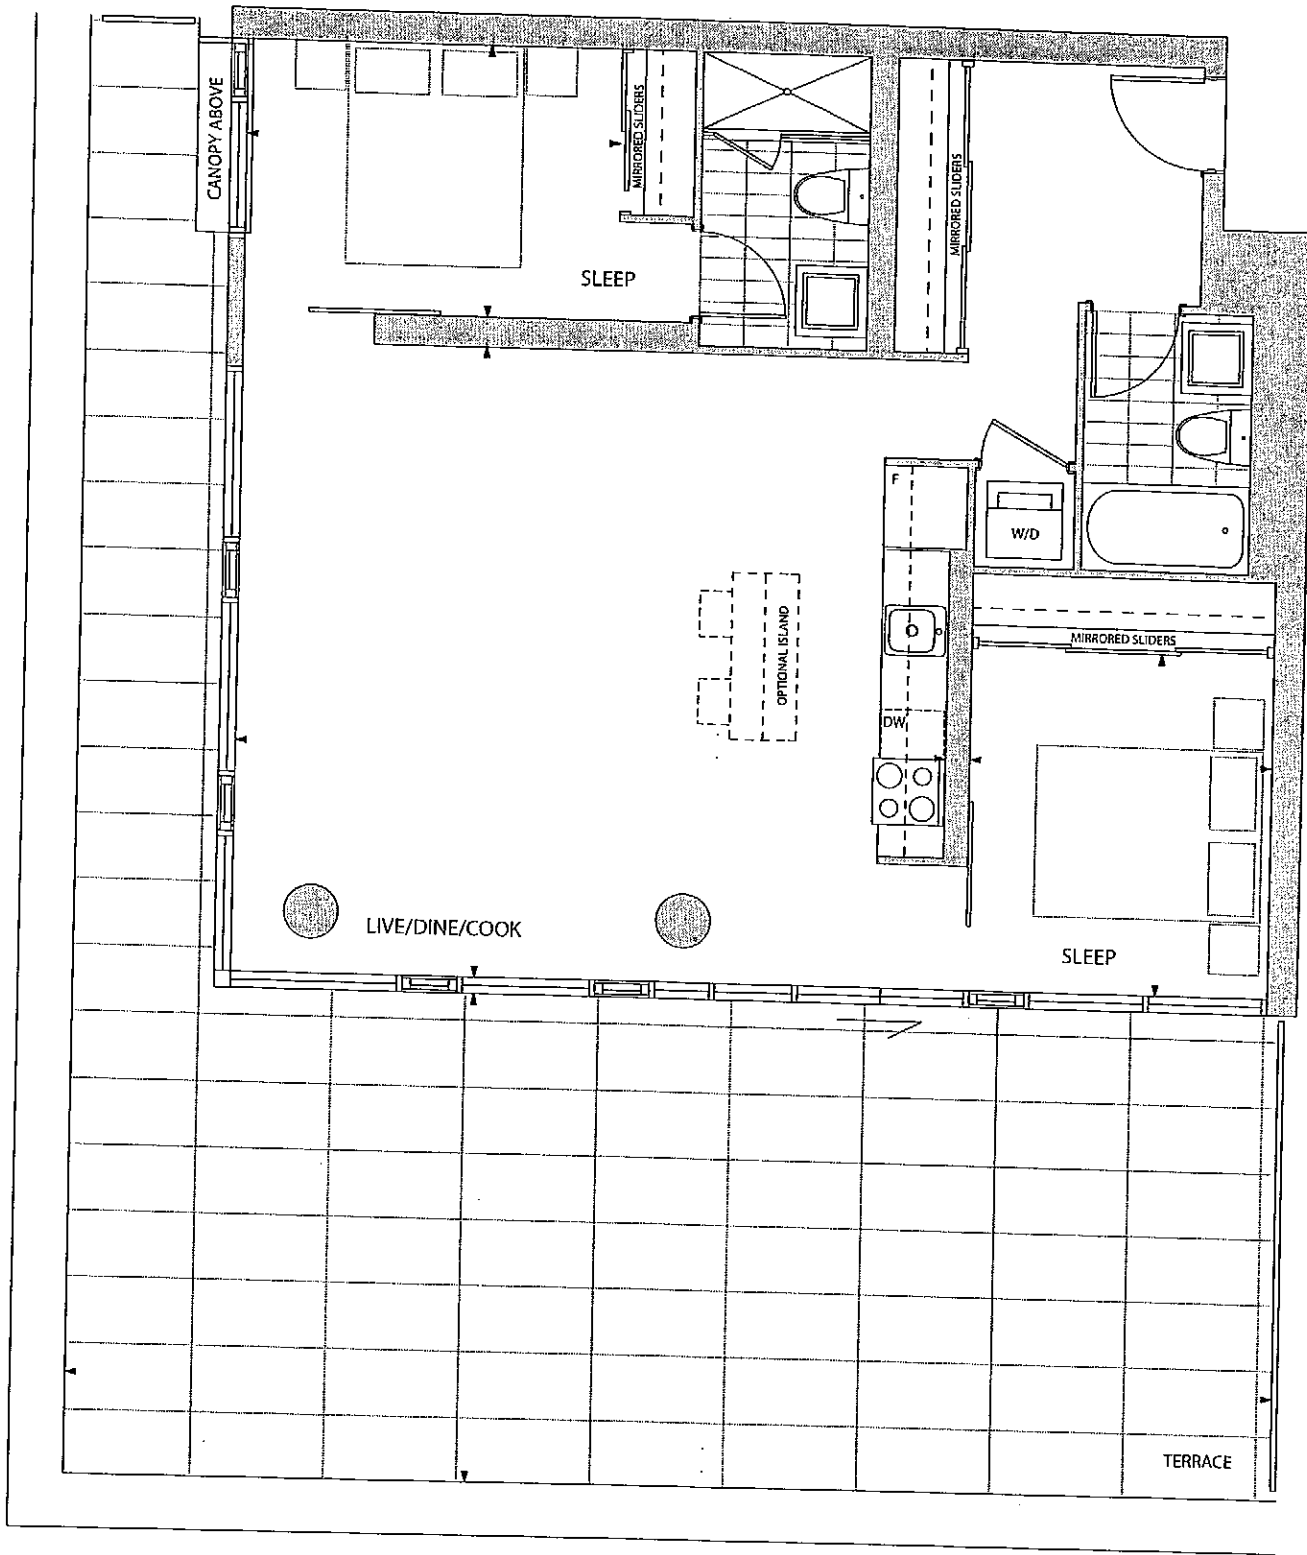 CANOPY ABOVE
MIRRORED SLIDERS
MIRRORED SLIDERS
SLEEP
F
W/D
OPTIONAL ISLAND
MIRRORED SLIDERS
DW
LIVE/DINE/COOK
SLEEP
TERRACE